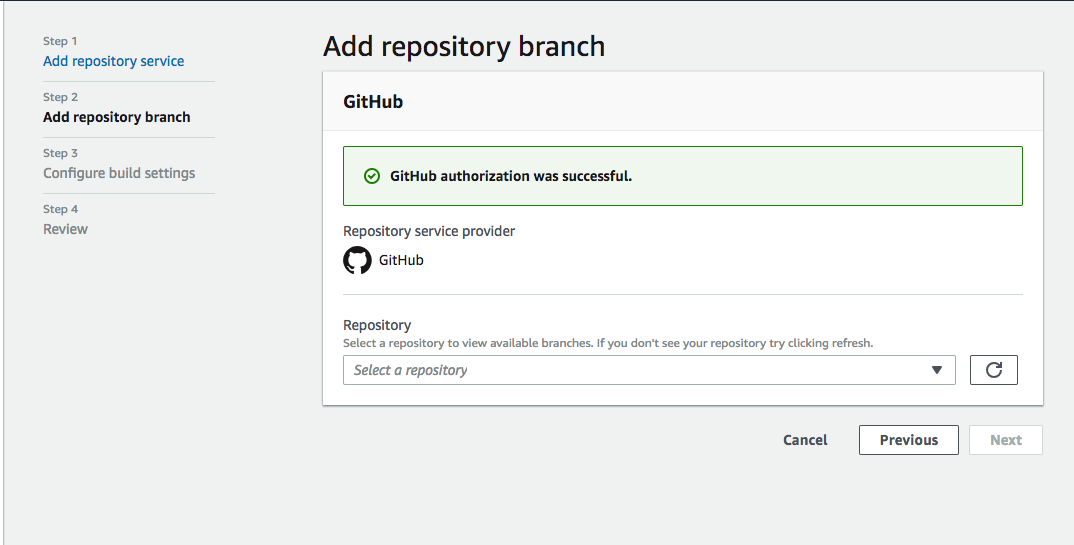 Step 1
Add repository service
Step 2
Add repository branch
Step 3
Configure build settings
Step 4
Review
Add repository branch
GitHub
GitHub authorization was successful.
Repository service provider
GitHub
Repository
Select a repository to view available branches. If you don't see your repository try clicking refresh.
Select a repository
Cancel
Previous
Next